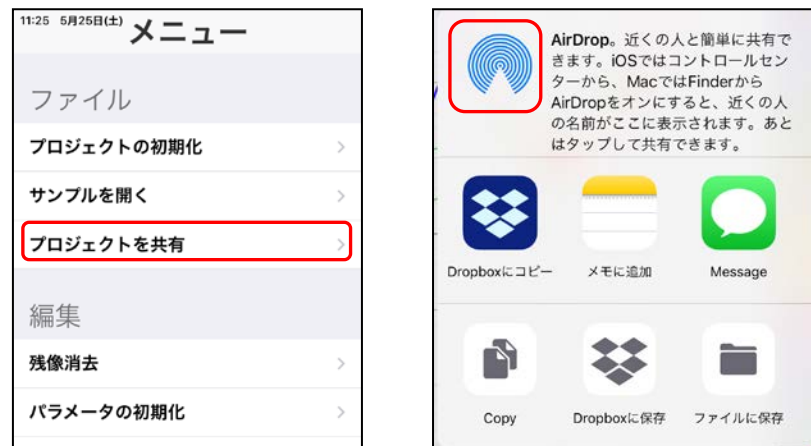 11:25 5月25日(土)
メニュー
ファイル
プロジェクトの初期化
サンプルを開く
プロジェクトを共有
編集
残像消去
パラメータの初期化
AirDrop。近くの人と簡単に共有で
きます。iOSではコントロールセン
ターから、MacではFinderから
AirDropをオンにすると、近くの人
の名前がここに表示されます。あと
はタップして共有できます。
Dropboxにコピー
メモに追加
Message
Copy
Dropboxに保存
ファイルに保存